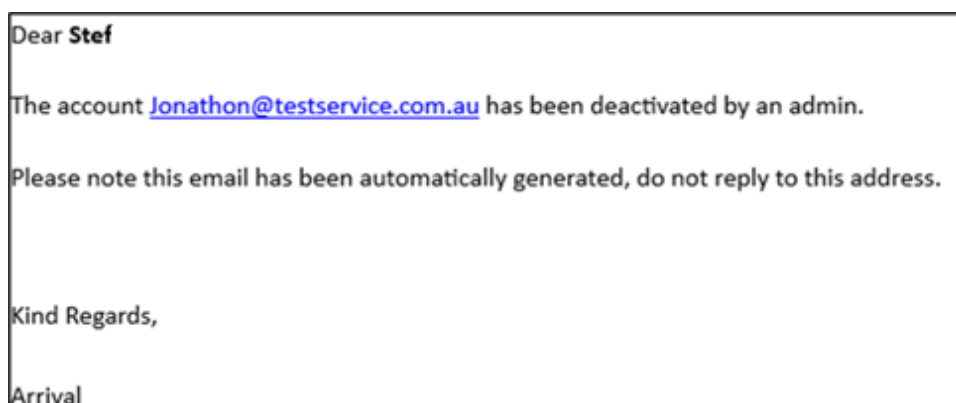 Dear Stef
The account Jonathon@testservice.com.au has been deactivated by an admin.
Please note this email has been automatically generated, do not reply to this address.
Kind Regards,
Arrival